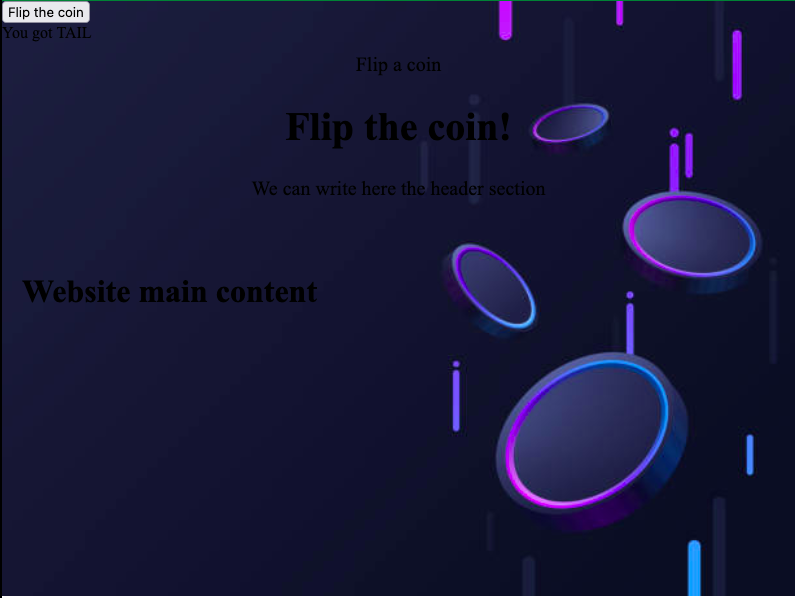 Flip the coin
You got TAIL
Flip a coin
Flip the coin!
We can write here the header section
Website main content